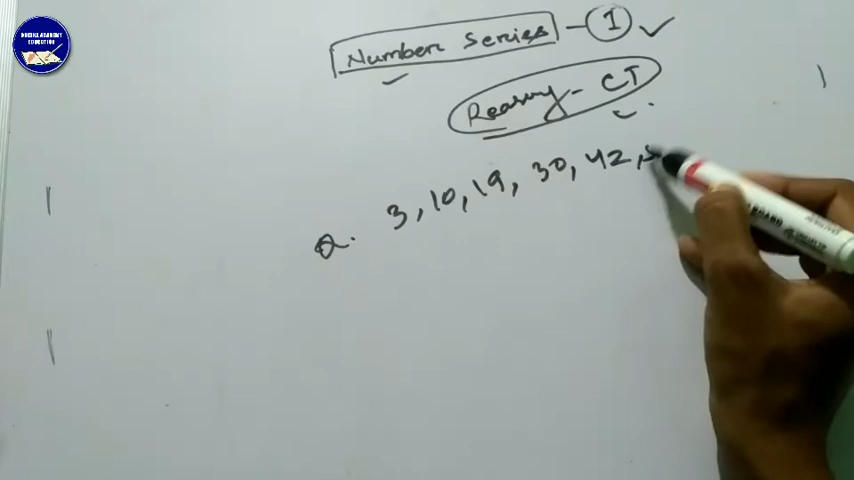 Number Series - 1
Reasoning - CT
Q. 3, 10, 19, 30, 42,